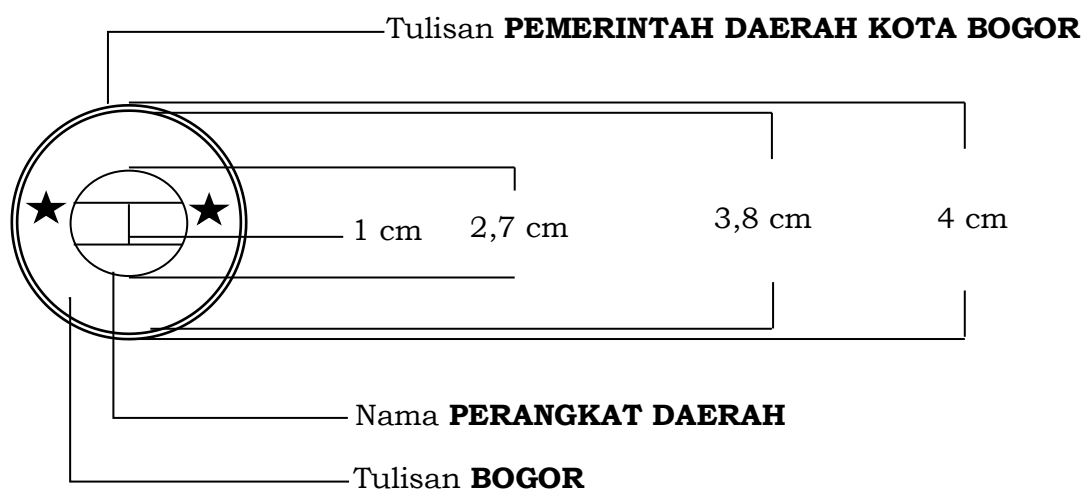 Tulisan PEMERINTAH DAERAH KOTA BOGOR
1 cm
2,7 cm
3,8 cm
4 cm
Nama PERANGKAT DAERAH
Tulisan BOGOR